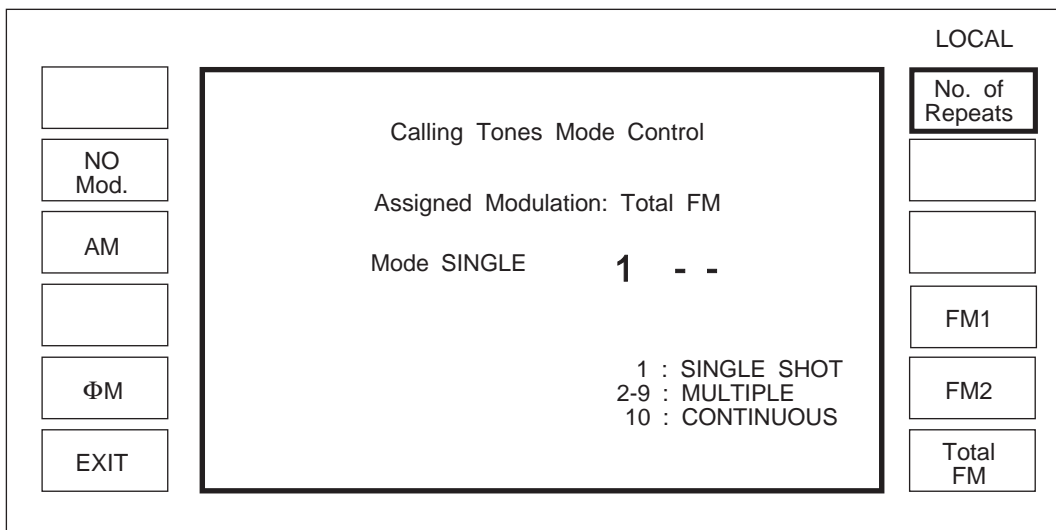 LOCAL
No. of
Repeats
Calling Tones Mode Control
NO
Mod.
Assigned Modulation: Total FM
AM
Mode SINGLE 1 - -
FM1
1 : SINGLE SHOT
2-9 : MULTIPLE
10 : CONTINUOUS
ΦM
FM2
EXIT
Total
FM